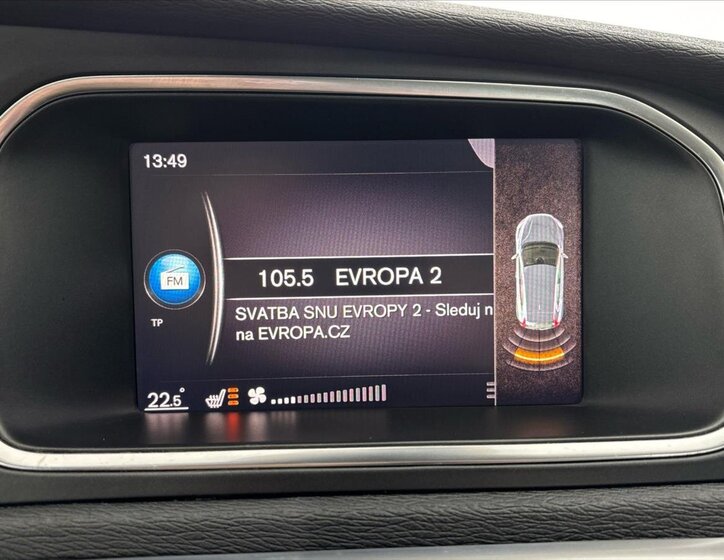 13:49
FM
105.5 EVROPA 2
TP
SVATBA SNU EVROPY 2 - Sleduj n
na EVROPA.CZ
22.5°